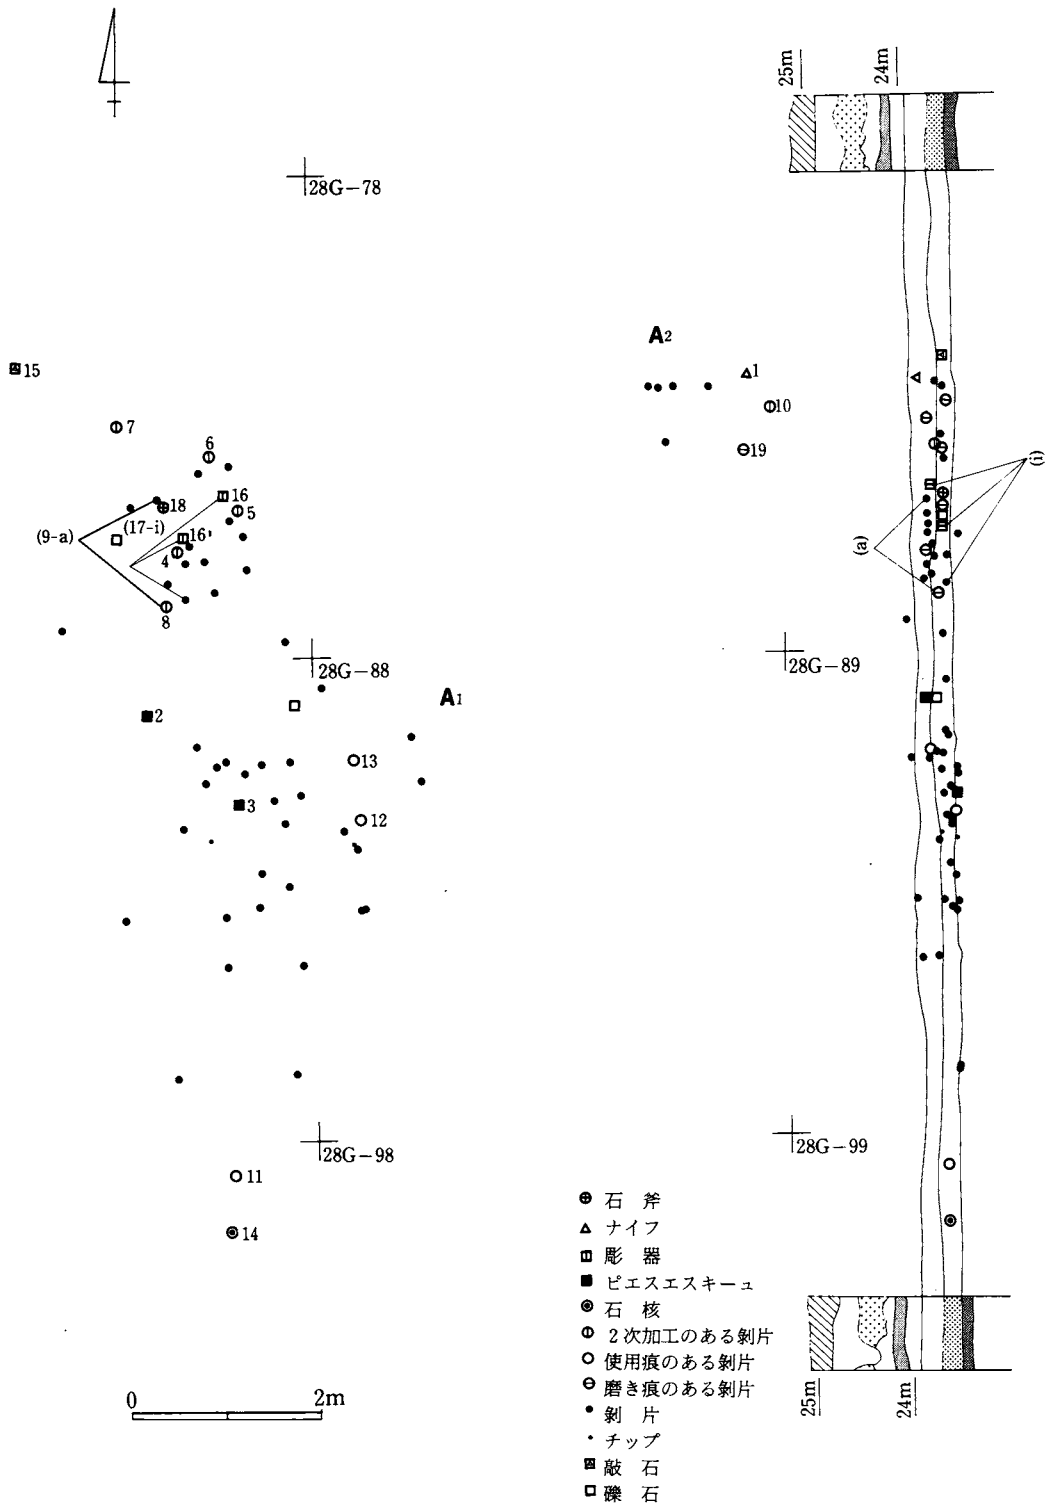 25m
24m
28G-78
A2
15
1
10
7
6
19
18
16
5
(17-i)
(9-a)
16'
4
8
(i)
(a)
28G-88
28G-89
A1
2
13
3
12
28G-98
28G-99
11
14
石 斧
ナイフ
彫 器
ピエスエスキーユ
石 核
2次加工のある剝片
使用痕のある剝片
磨き痕のある剝片
剝 片
チップ
敲 石
礫 石
0 2m
25m
24m